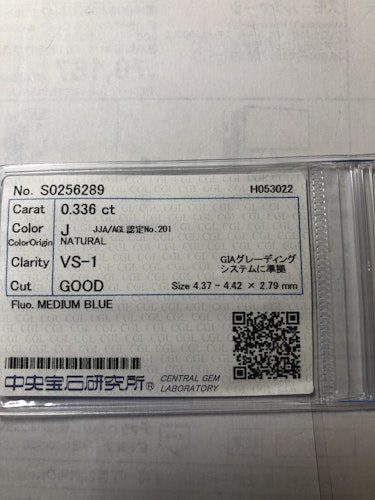 No. S0256289 H053022
Carat 0.336 ct
Color J JJA/AGL認定No.201
ColorOrigin NATURAL
Clarity VS-1 GIAグレーディング
システムに準拠
Cut GOOD Size 4.37 - 4.42 × 2.79 mm
Fluo. MEDIUM BLUE
中央宝石研究所® CENTRAL GEM
LABORATORY